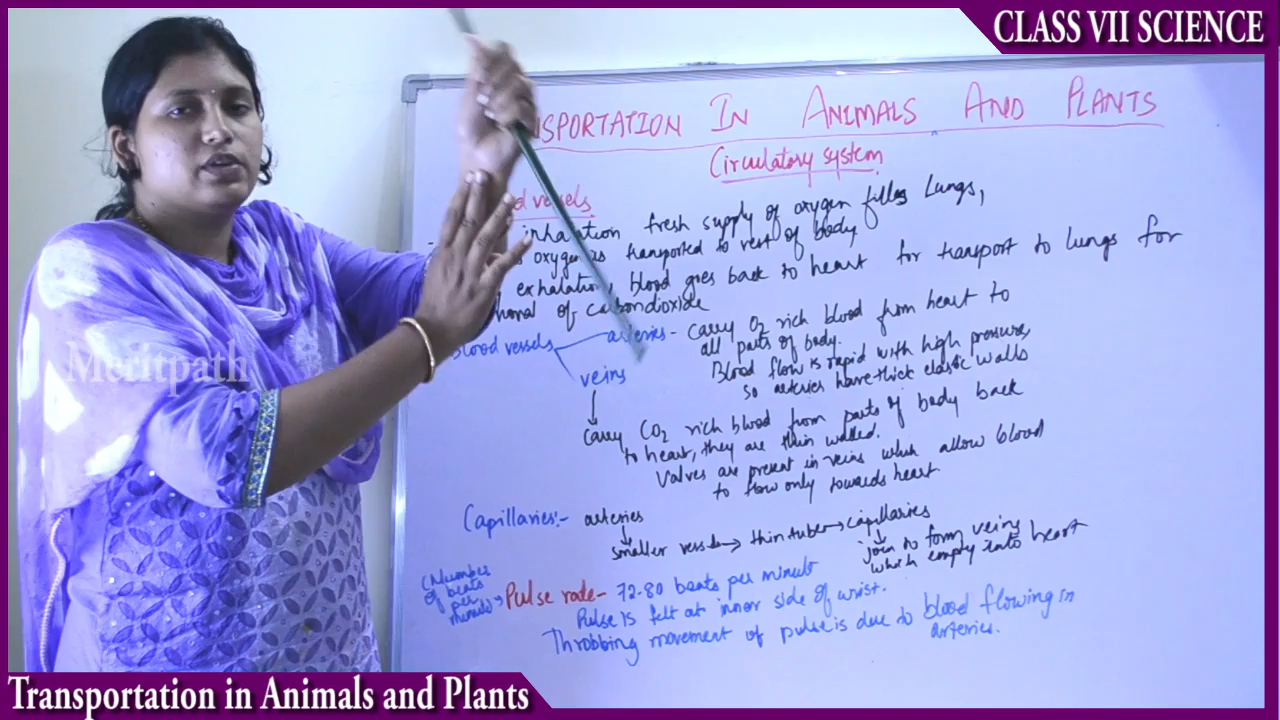 CLASS VII SCIENCE
NSPORTATION IN ANIMALS AND PLANTS
Circulatory system
vessels
inhalation fresh supply of oxygen fills Lungs,
oxygen is transported to rest of body
exhalation, blood goes back to heart for transport to lungs for
of carbondioxide
Blood vessels
arteries - Carry O2 rich blood from heart to
all parts of body.
Blood flow is rapid with high pressure,
so arteries have thick elastic walls
veins
Carry CO2 rich blood from parts of body back
to heart, they are thin walled.
Valves are present in veins which allow blood
to flow only towards heart.
Capillaries:- arteries
smaller vessels → thin tubes → capillaries
join to form veins
which empty into heart
(Number of beats per minute) → Pulse rate - 72-80 beats per minute
Pulse is felt at inner side of wrist.
Throbbing movement of pulse is due to blood flowing in
arteries.
Meritpath
Transportation in Animals and Plants